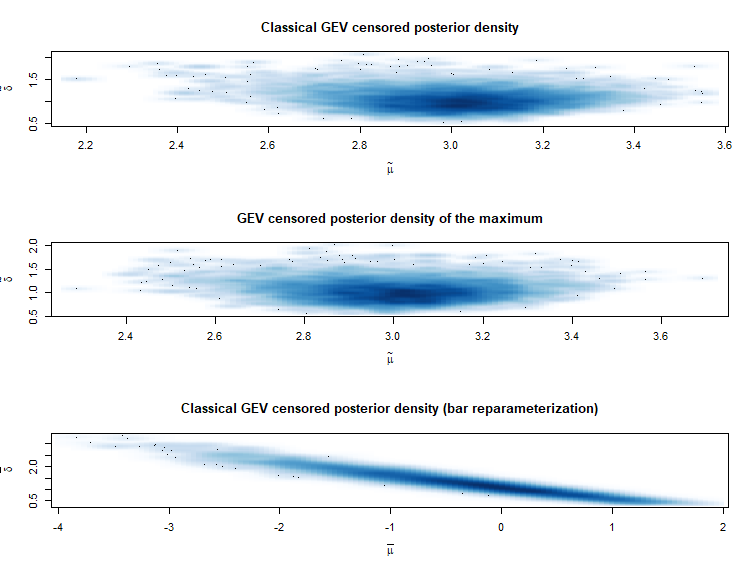 Classical GEV censored posterior density
1.5
0.5
δ̃
2.2 2.4 2.6 2.8 3.0 3.2 3.4 3.6
μ̃
GEV censored posterior density of the maximum
2.0
1.5
1.0
0.5
δ̃
2.4 2.6 2.8 3.0 3.2 3.4 3.6
μ̃
Classical GEV censored posterior density (bar reparameterization)
2.0
0.5
-4 -3 -2 -1 0 1 2
μ̅